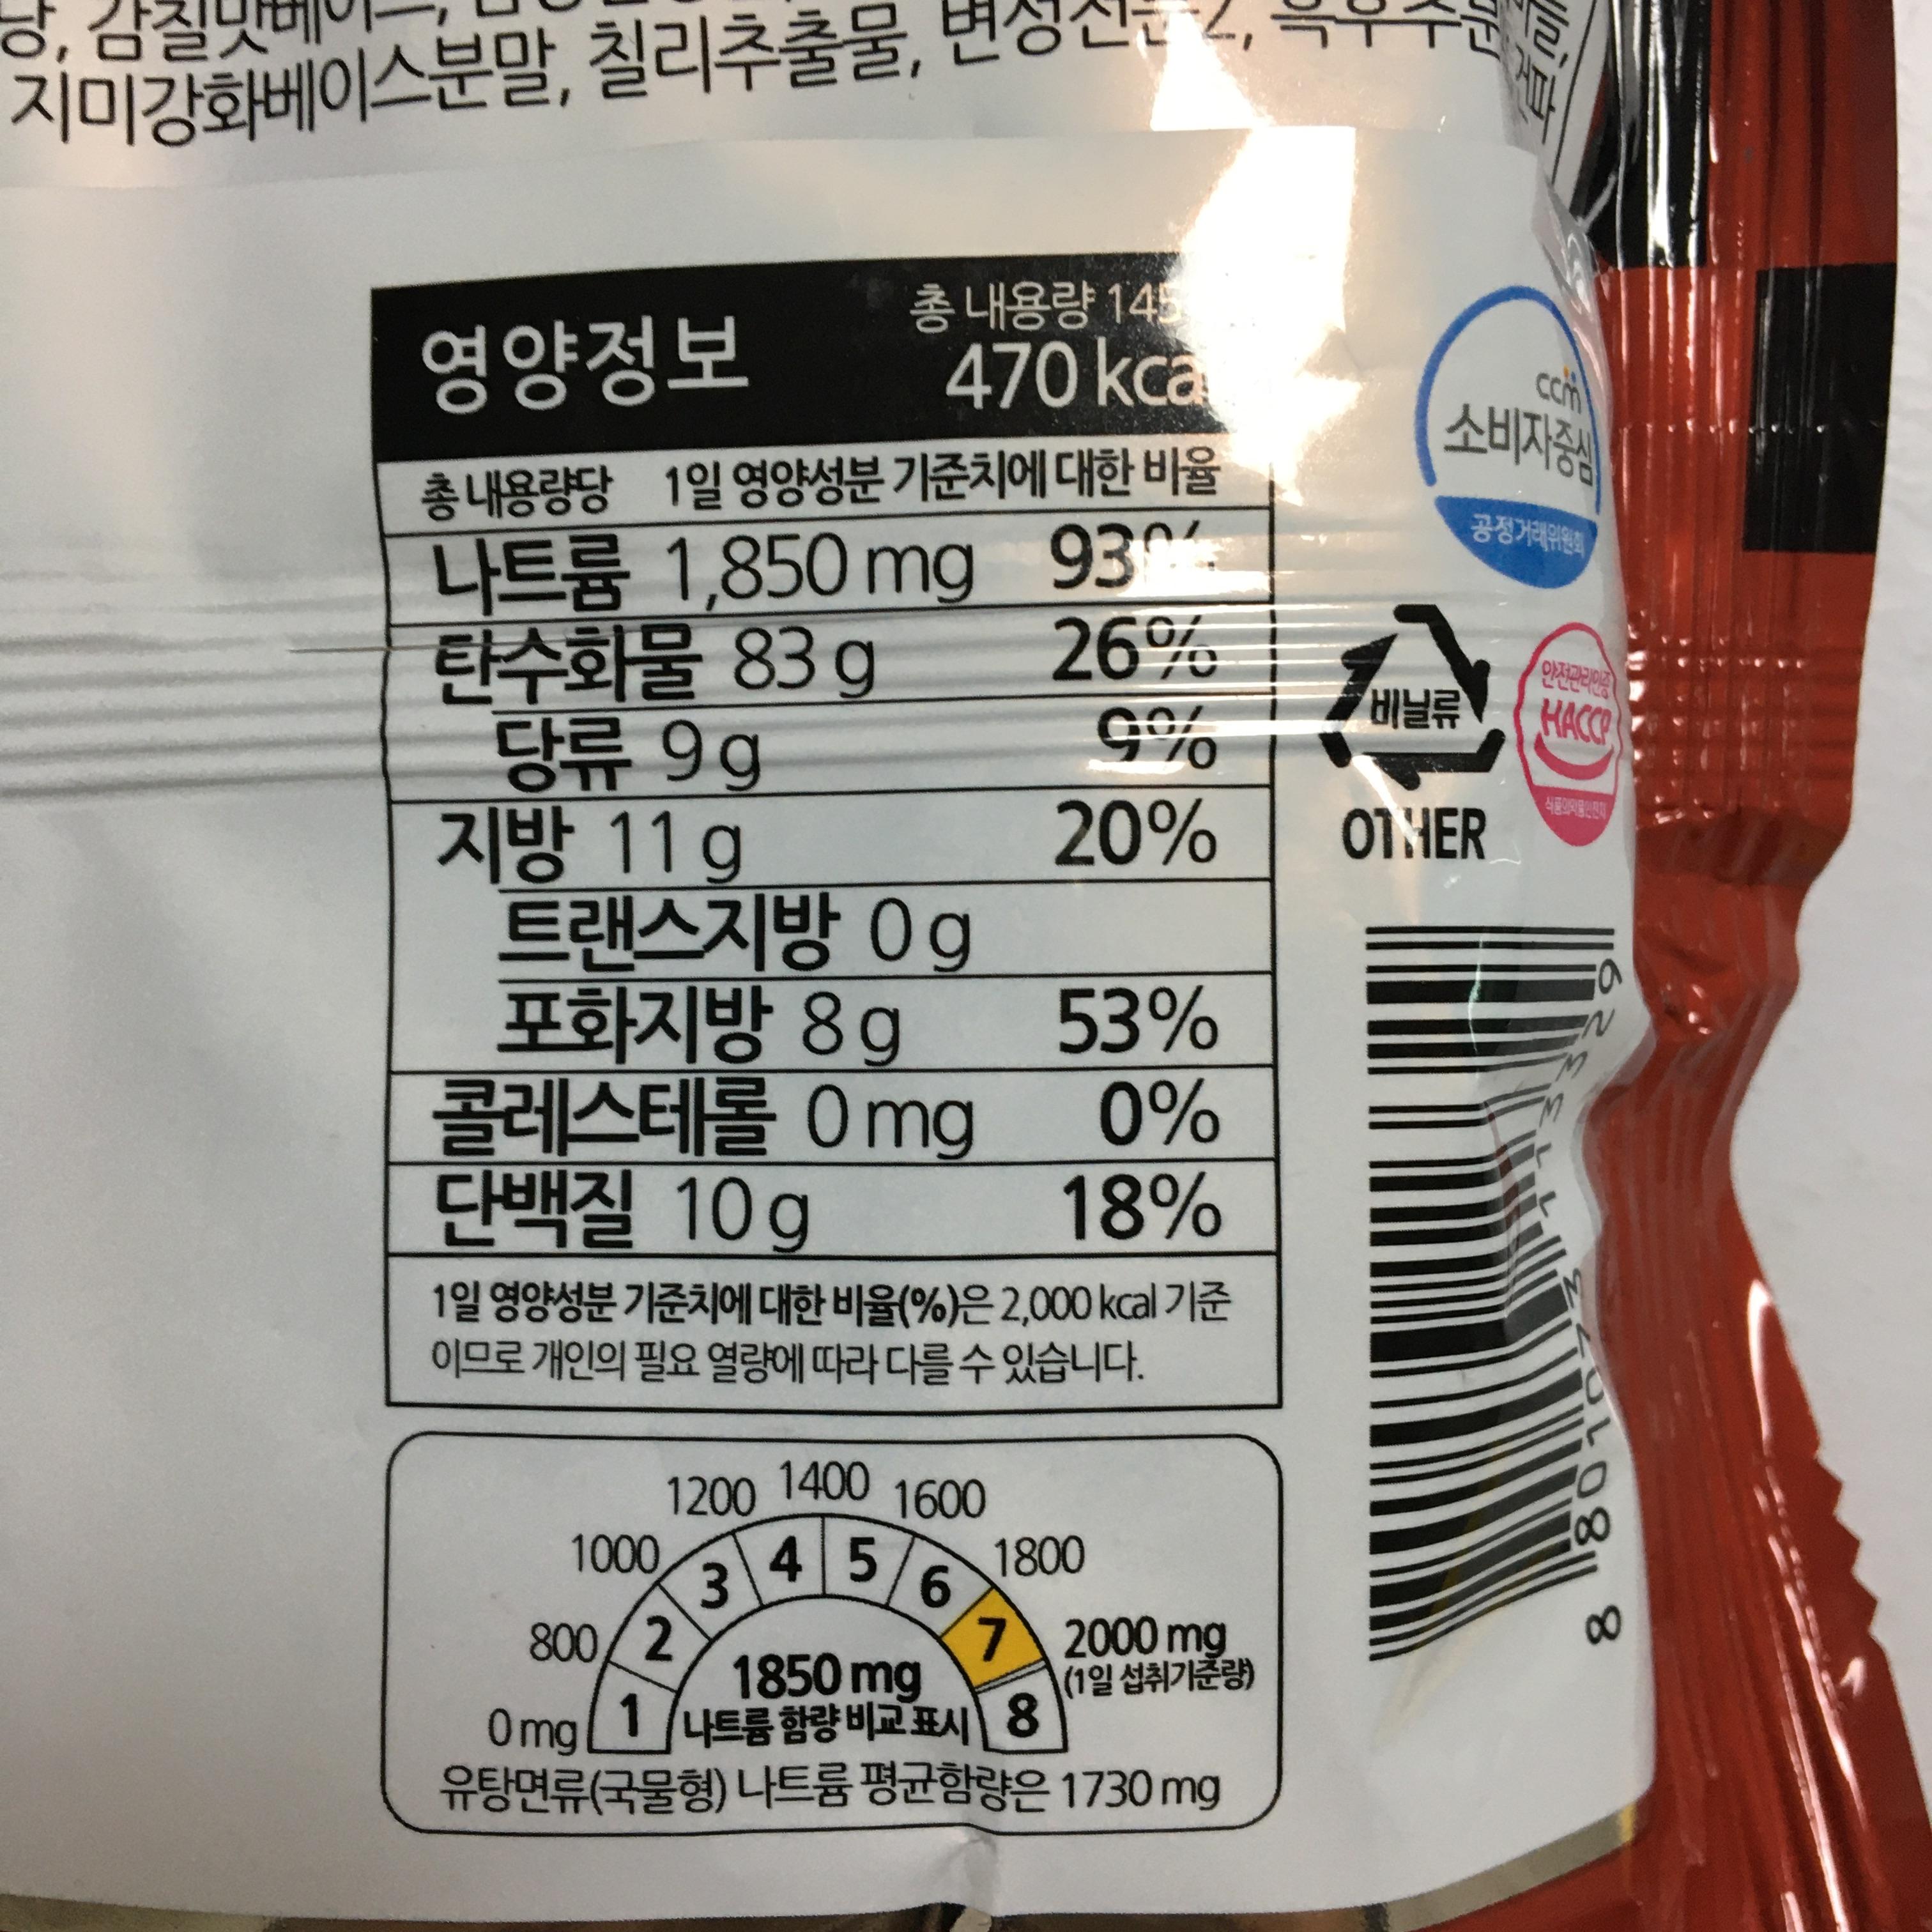 지미강화베이스분말, 칠리추출물,
영양정보
총 내용량 145
470 kca
총 내용량당 1일 영양성분 기준치에 대한 비율
나트륨 1,850 mg 93%
탄수화물 83 g 26%
당류 9 g 9%
지방 11 g 20%
트랜스지방 0 g
포화지방 8 g 53%
콜레스테롤 0 mg 0%
단백질 10 g 18%
1일 영양성분 기준치에 대한 비율(%)은 2,000 kcal 기준
이므로 개인의 필요 열량에 따라 다를 수 있습니다.
ccm
소비자중심
공정거래위원회
비닐류
OTHER
안전관리인증
HACCP
1200 1400 1600
1000 1800
800 2000 mg
(1일 섭취기준량)
0 mg
1 2 3 4 5 6 7 8
1850 mg
나트륨 함량 비교 표시
유탕면류(국물형) 나트륨 평균함량은 1730 mg